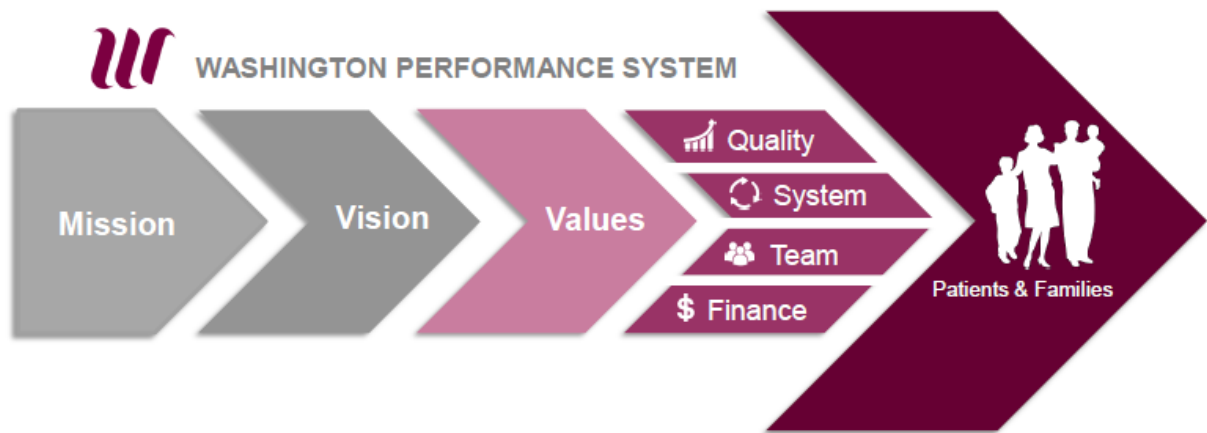 WASHINGTON PERFORMANCE SYSTEM
Mission
Vision
Values
Quality
System
Team
$ Finance
Patients & Families